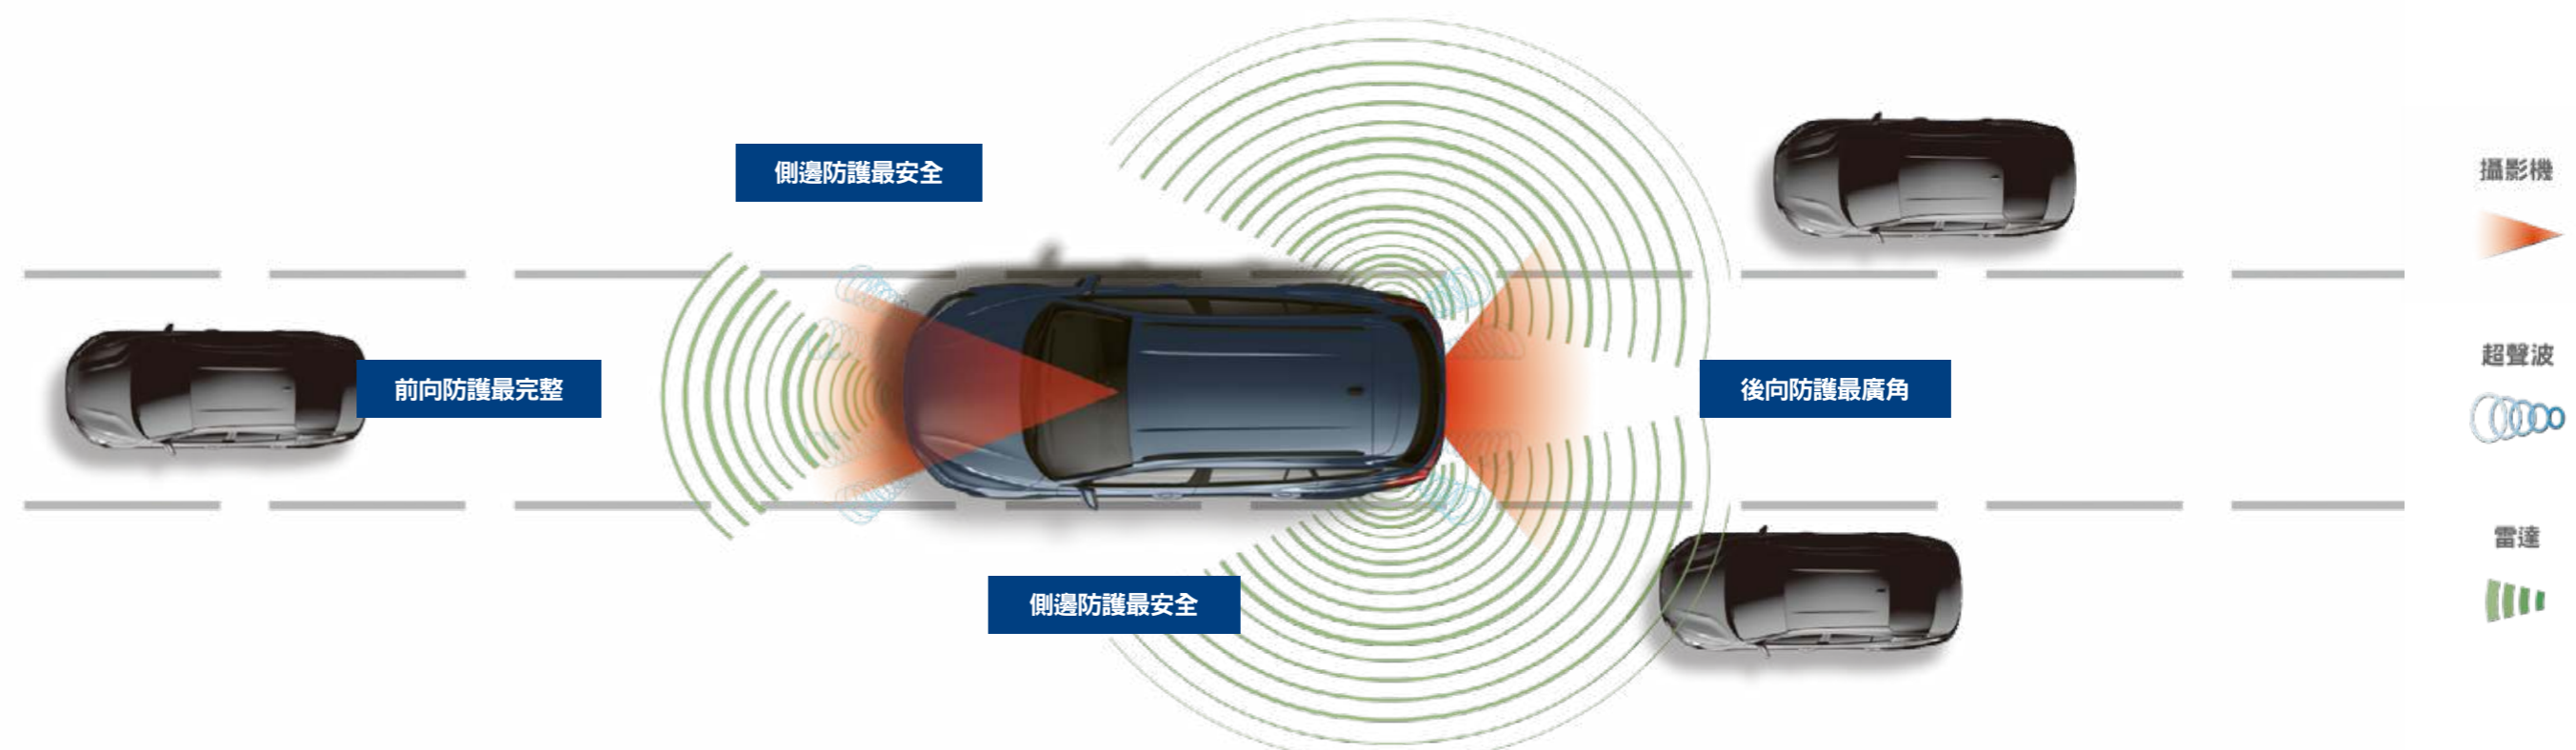 側邊防護最安全
前向防護最完整
後向防護最廣角
側邊防護最安全
攝影機
超聲波
雷達